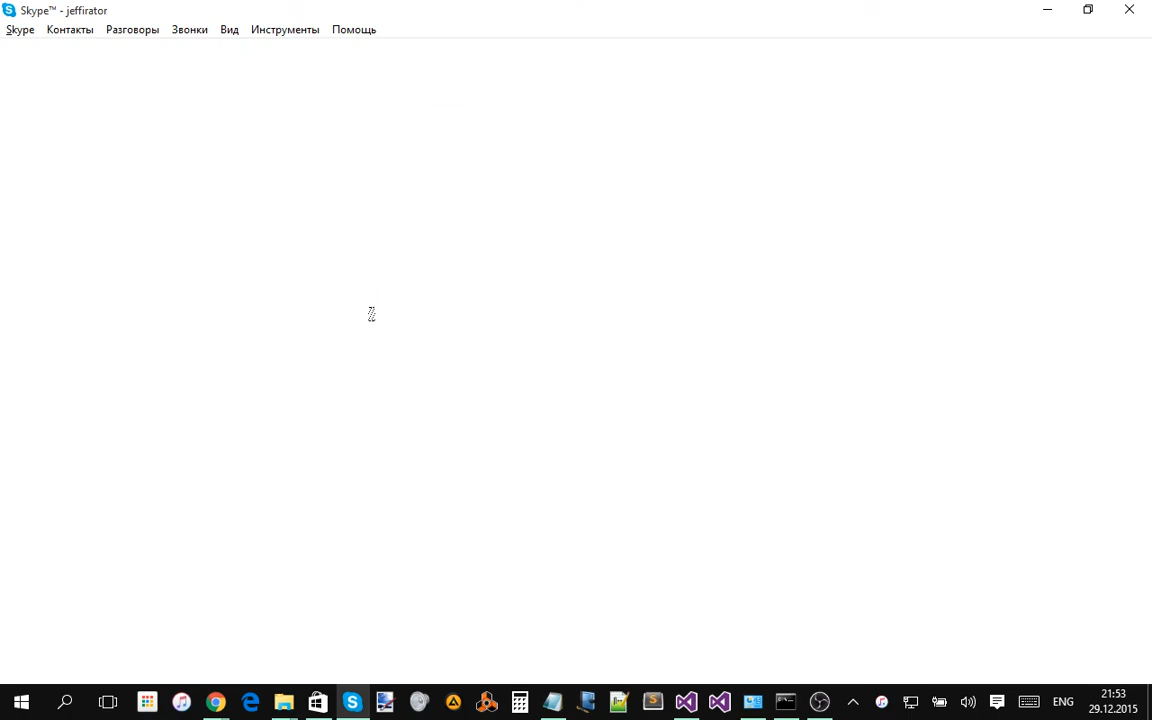 Skype™ - jeffirator
Skype Контакты Разговоры Звонки Вид Инструменты Помощь
ENG
21:53
29.12.2015